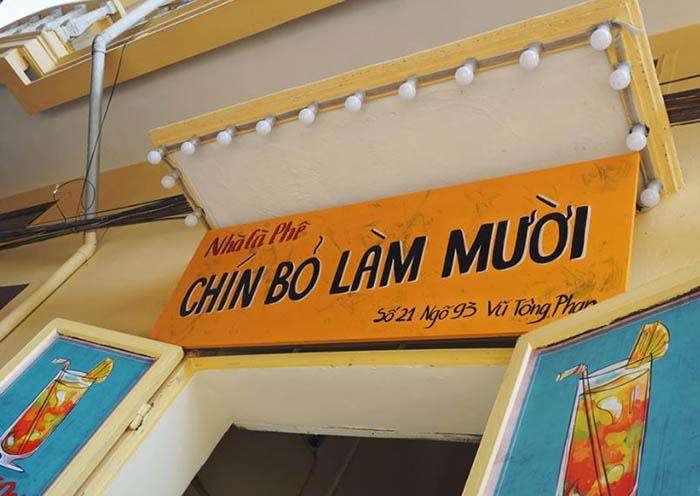 Nhà Cà Phê
CHÍN BỎ LÀM MƯỜI
Số 21 Ngõ 93 Vũ Tông Phan